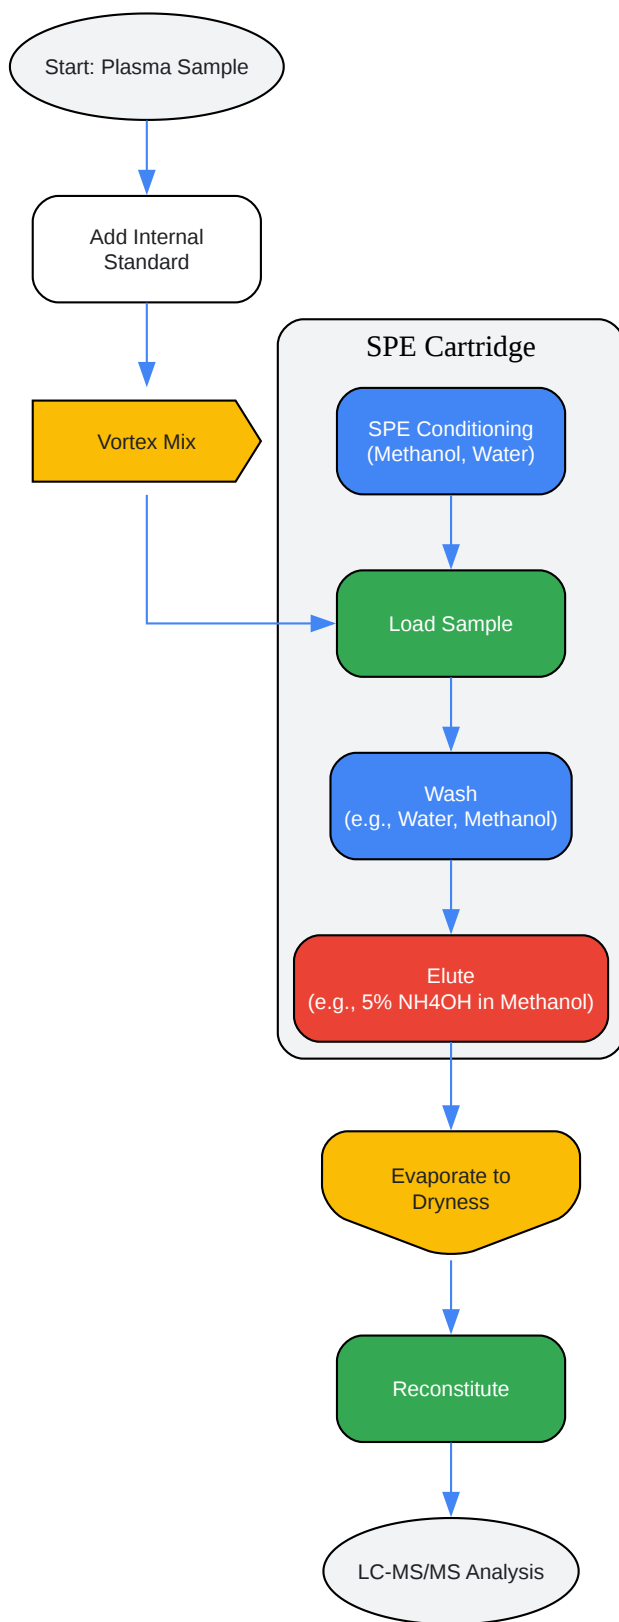 Start: Plasma Sample
Add Internal
Standard
Vortex Mix
SPE Cartridge
SPE Conditioning
(Methanol, Water)
Load Sample
Wash
(e.g., Water, Methanol)
Elute
(e.g., 5% NH4OH in Methanol)
Evaporate to
Dryness
Reconstitute
LC-MS/MS Analysis